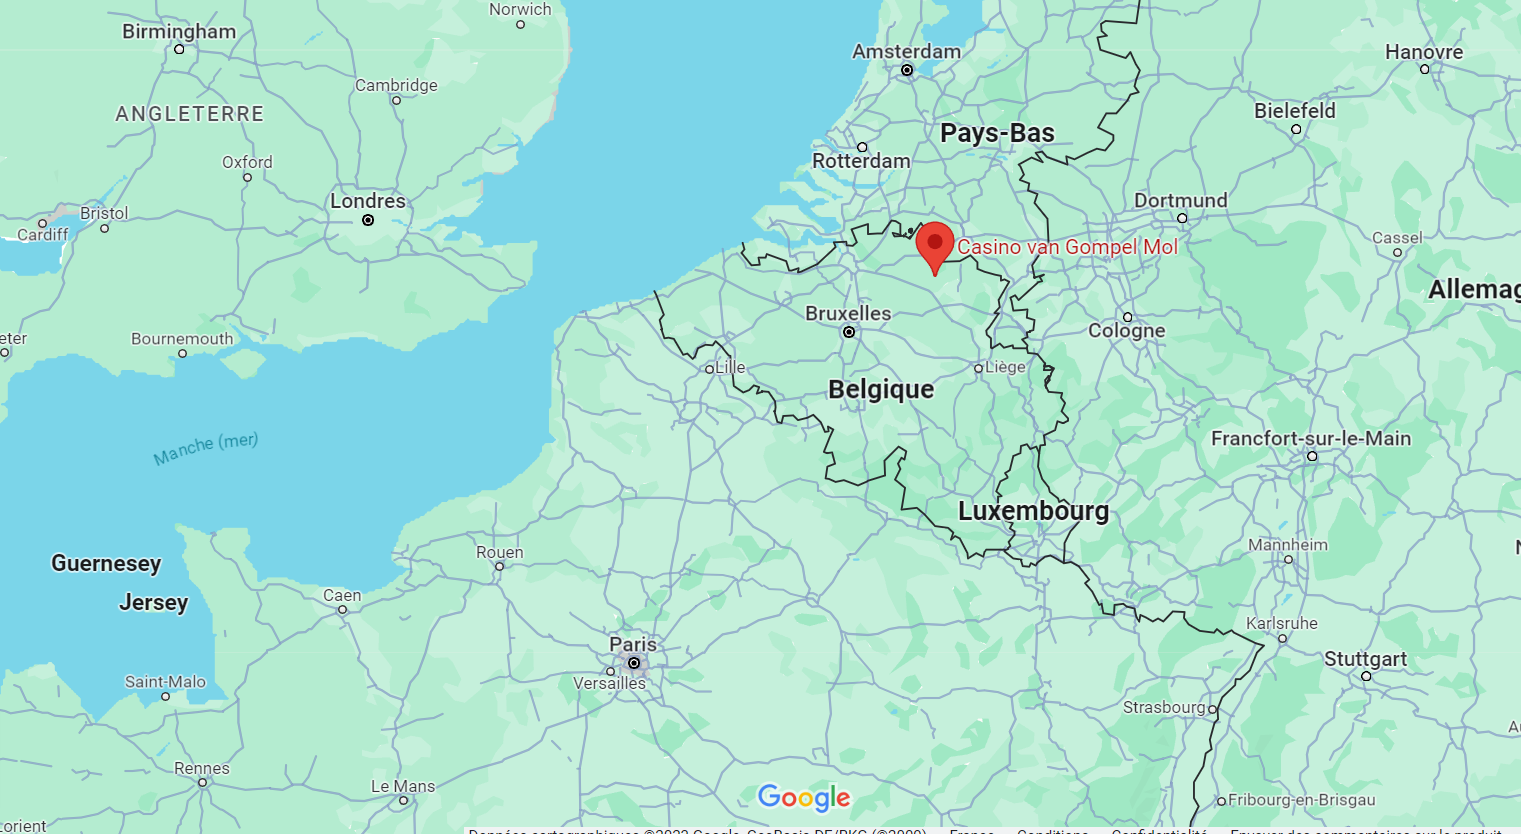 Norwich
Birmingham
Amsterdam
Hanovre
Cambridge
ANGLETERRE
Bielefeld
Pays-Bas
Rotterdam
Oxford
Londres
Dortmund
Bristol
Cardiff
Cassel
Casino van Gompel Mol
Allemag
Bruxelles
Cologne
eter
Bournemouth
Lille
Liège
Belgique
Manche (mer)
Francfort-sur-le-Main
Luxembourg
Mannheim
Rouen
Guernesey
Caen
Jersey
Karlsruhe
Paris
Stuttgart
Versailles
Saint-Malo
Strasbourg
Rennes
Le Mans
Google
Fribourg-en-Brisgau
orient